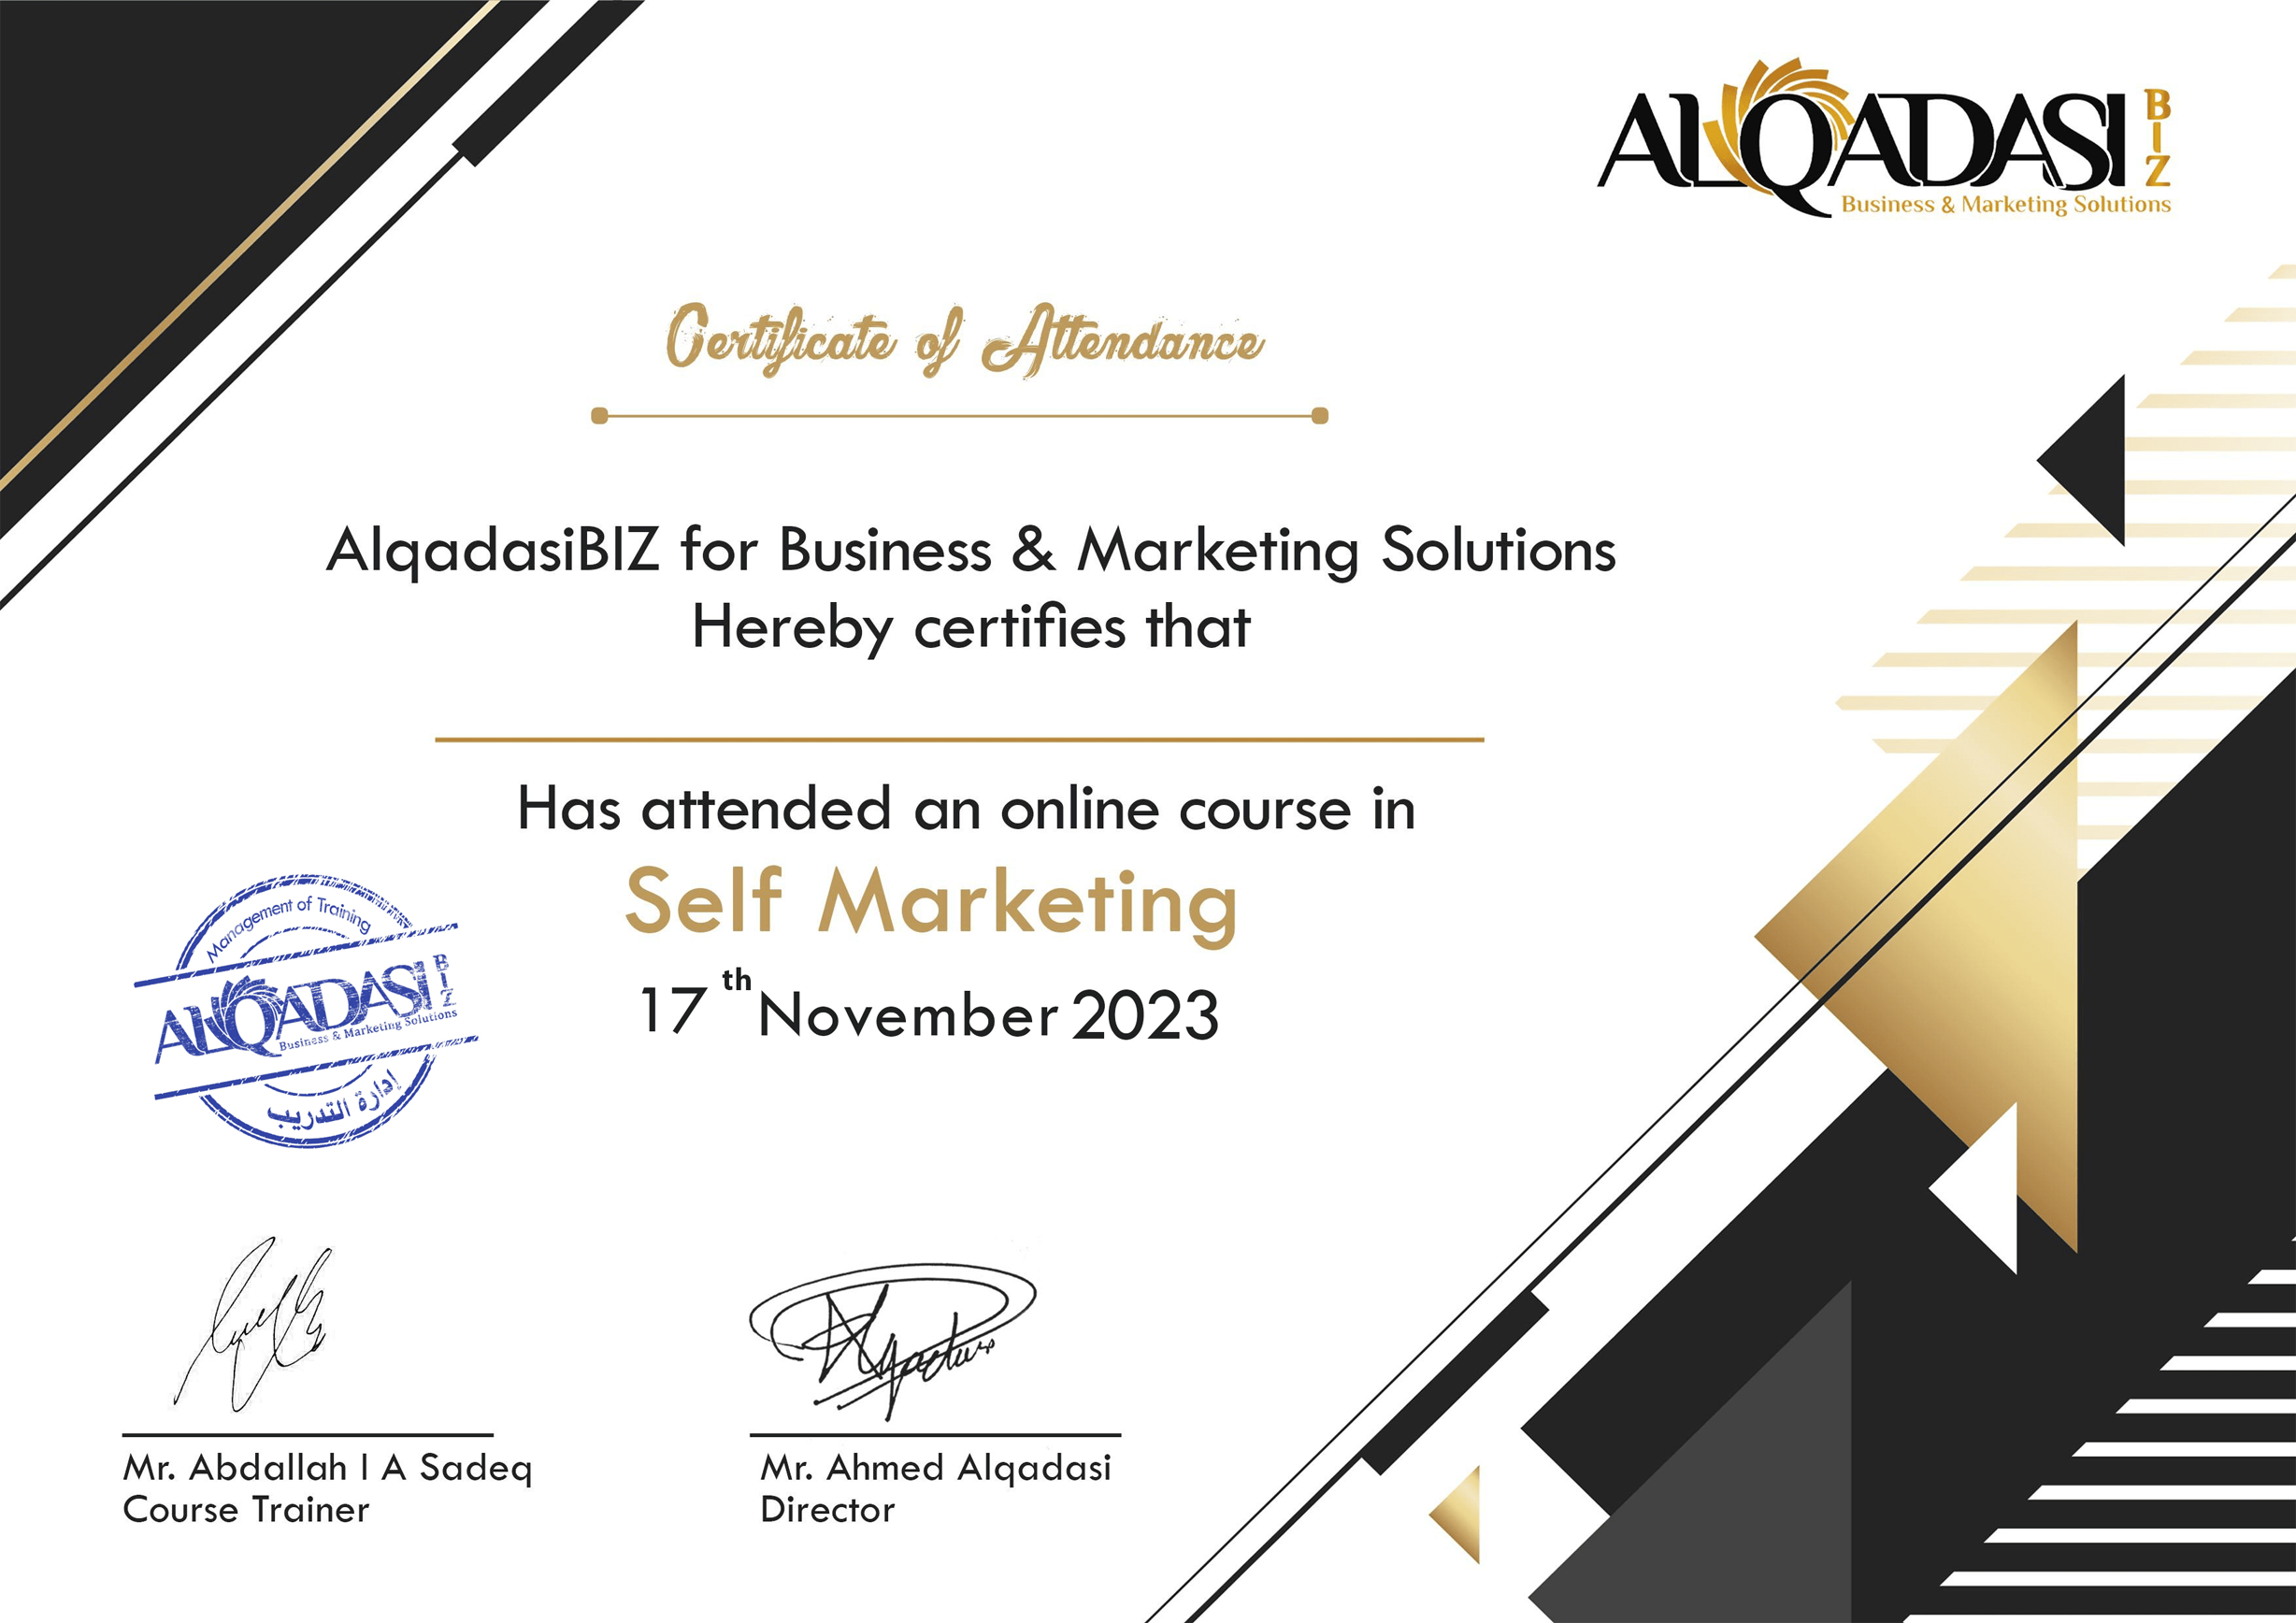 ALQADASI BIZ
Business & Marketing Solutions
Certificate of Attendance
AlqadasiBIZ for Business & Marketing Solutions
Hereby certifies that
Has attended an online course in
Self Marketing
17th November 2023
Management of Training
ALQADASI BIZ
Business & Marketing Solutions
إدارة التدريب
Mr. Abdallah I A Sadeq
Course Trainer
Mr. Ahmed Alqadasi
Director